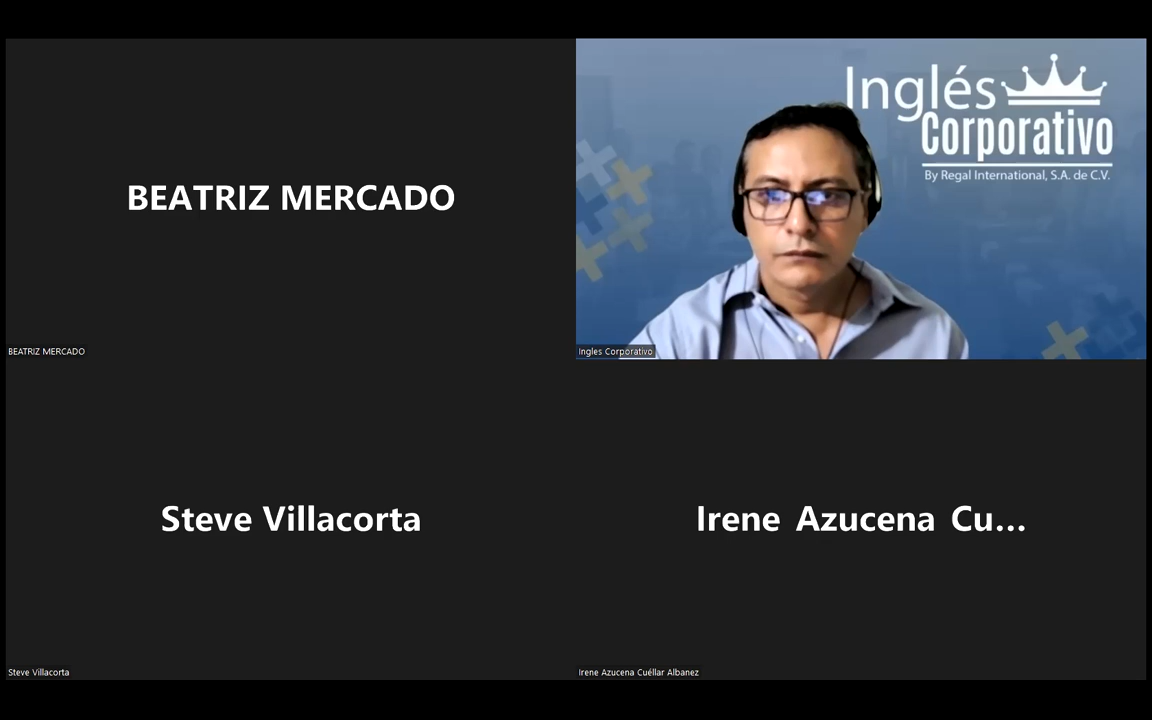 BEATRIZ MERCADO
BEATRIZ MERCADO
Inglés
Corporativo
By Regal International, S.A. de C.V.
Ingles Corporativo
Steve Villacorta
Irene Azucena Cu...
Steve Villacorta
Irene Azucena Cuéllar Albanez